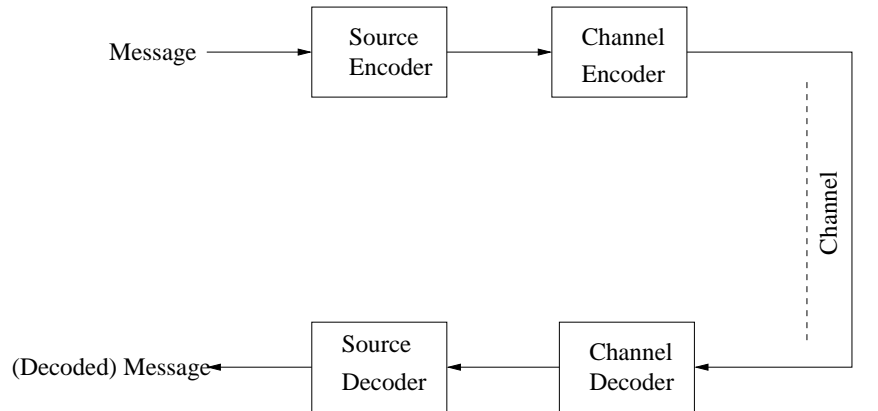 Message
Source
Encoder
Channel
Encoder
Channel
(Decoded) Message
Source
Decoder
Channel
Decoder